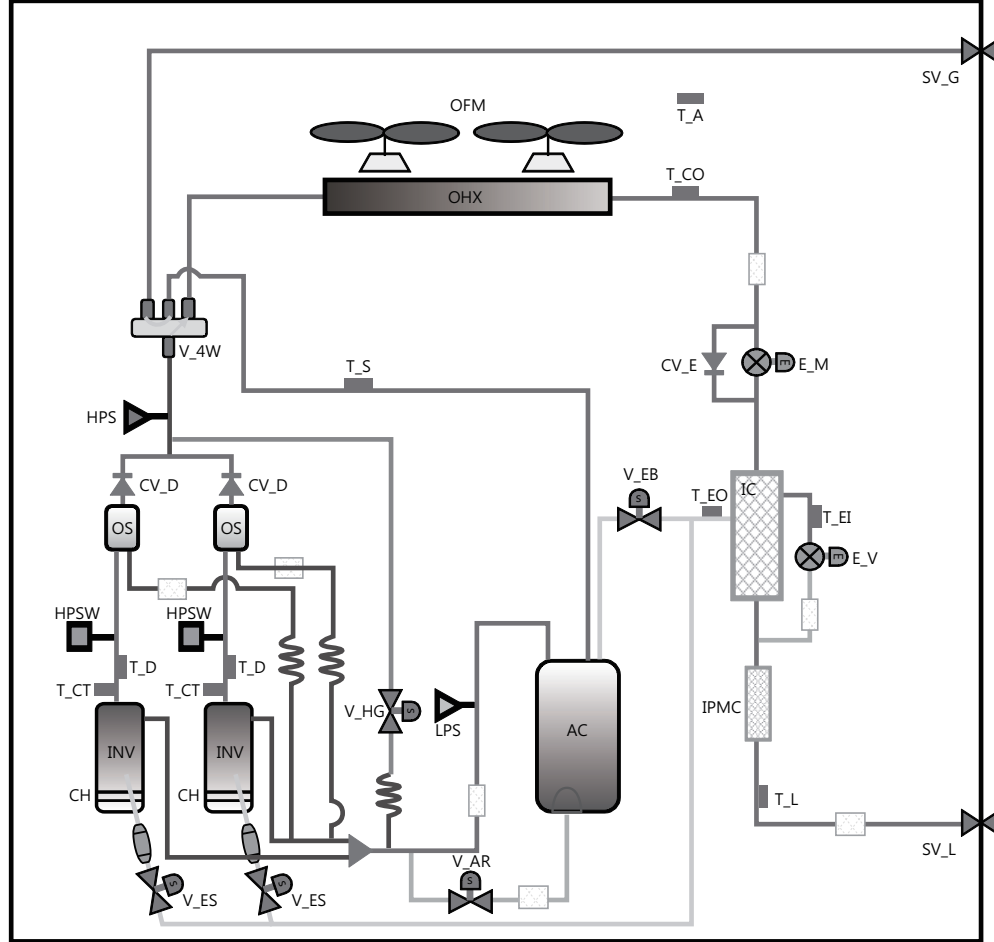 SV_G
OFM
T_A
T_CO
OHX
V_4W
T_S
CV_E
E
E_M
HPS
V_EB
S
T_EO
IC
CV_D
CV_D
T_EI
OS
OS
E
E_V
HPSW
HPSW
T_D
T_D
T_CT
T_CT
IPMC
V_HG
S
LPS
AC
INV
INV
CH
CH
T_L
SV_L
V_AR
S
S
V_ES
S
V_ES